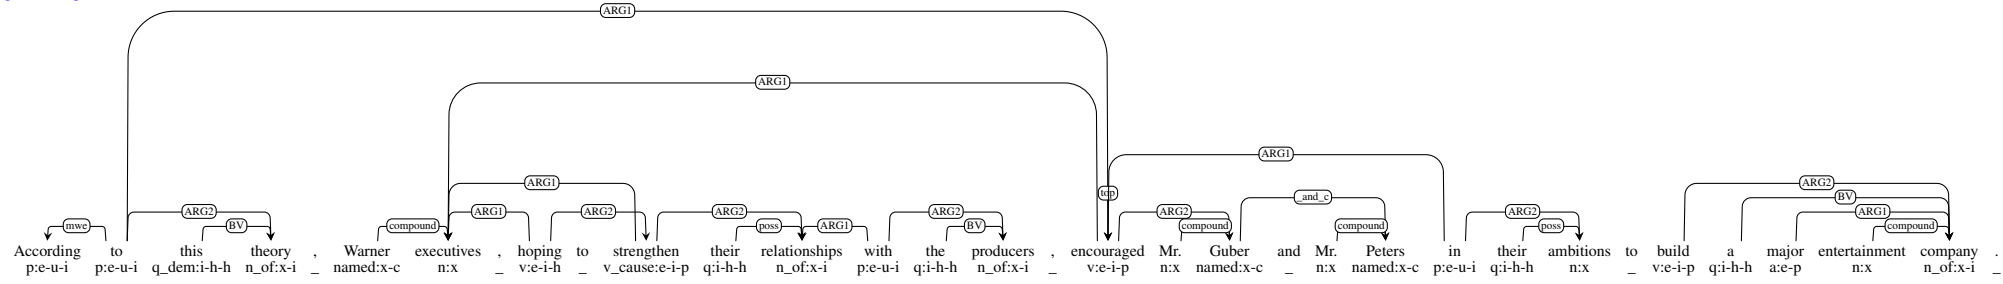 ARG1
ARG1
ARG1
top
ARG1 ARG2 _and_c ARG2
BV
mwe ARG2 BV compound ARG1 ARG2 ARG2 poss ARG1 ARG2 BV ARG2 compound compound ARG2 poss ARG1 compound
According to this theory , Warner executives , hoping to strengthen their relationships with the producers , encouraged Mr. Guber and Mr. Peters in their ambitions to build a major entertainment company .
p:e-u-i p:e-u-i q_dem:i-h-h n_of:x-i _ named:x-c n:x _ v:e-i-h _ v_cause:e-i-p q:i-h-h n_of:x-i p:e-u-i q:i-h-h n_of:x-i _ v:e-i-p n:x named:x-c _ n:x named:x-c p:e-u-i q:i-h-h n:x _ v:e-i-p q:i-h-h a:e-p n:x n_of:x-i _